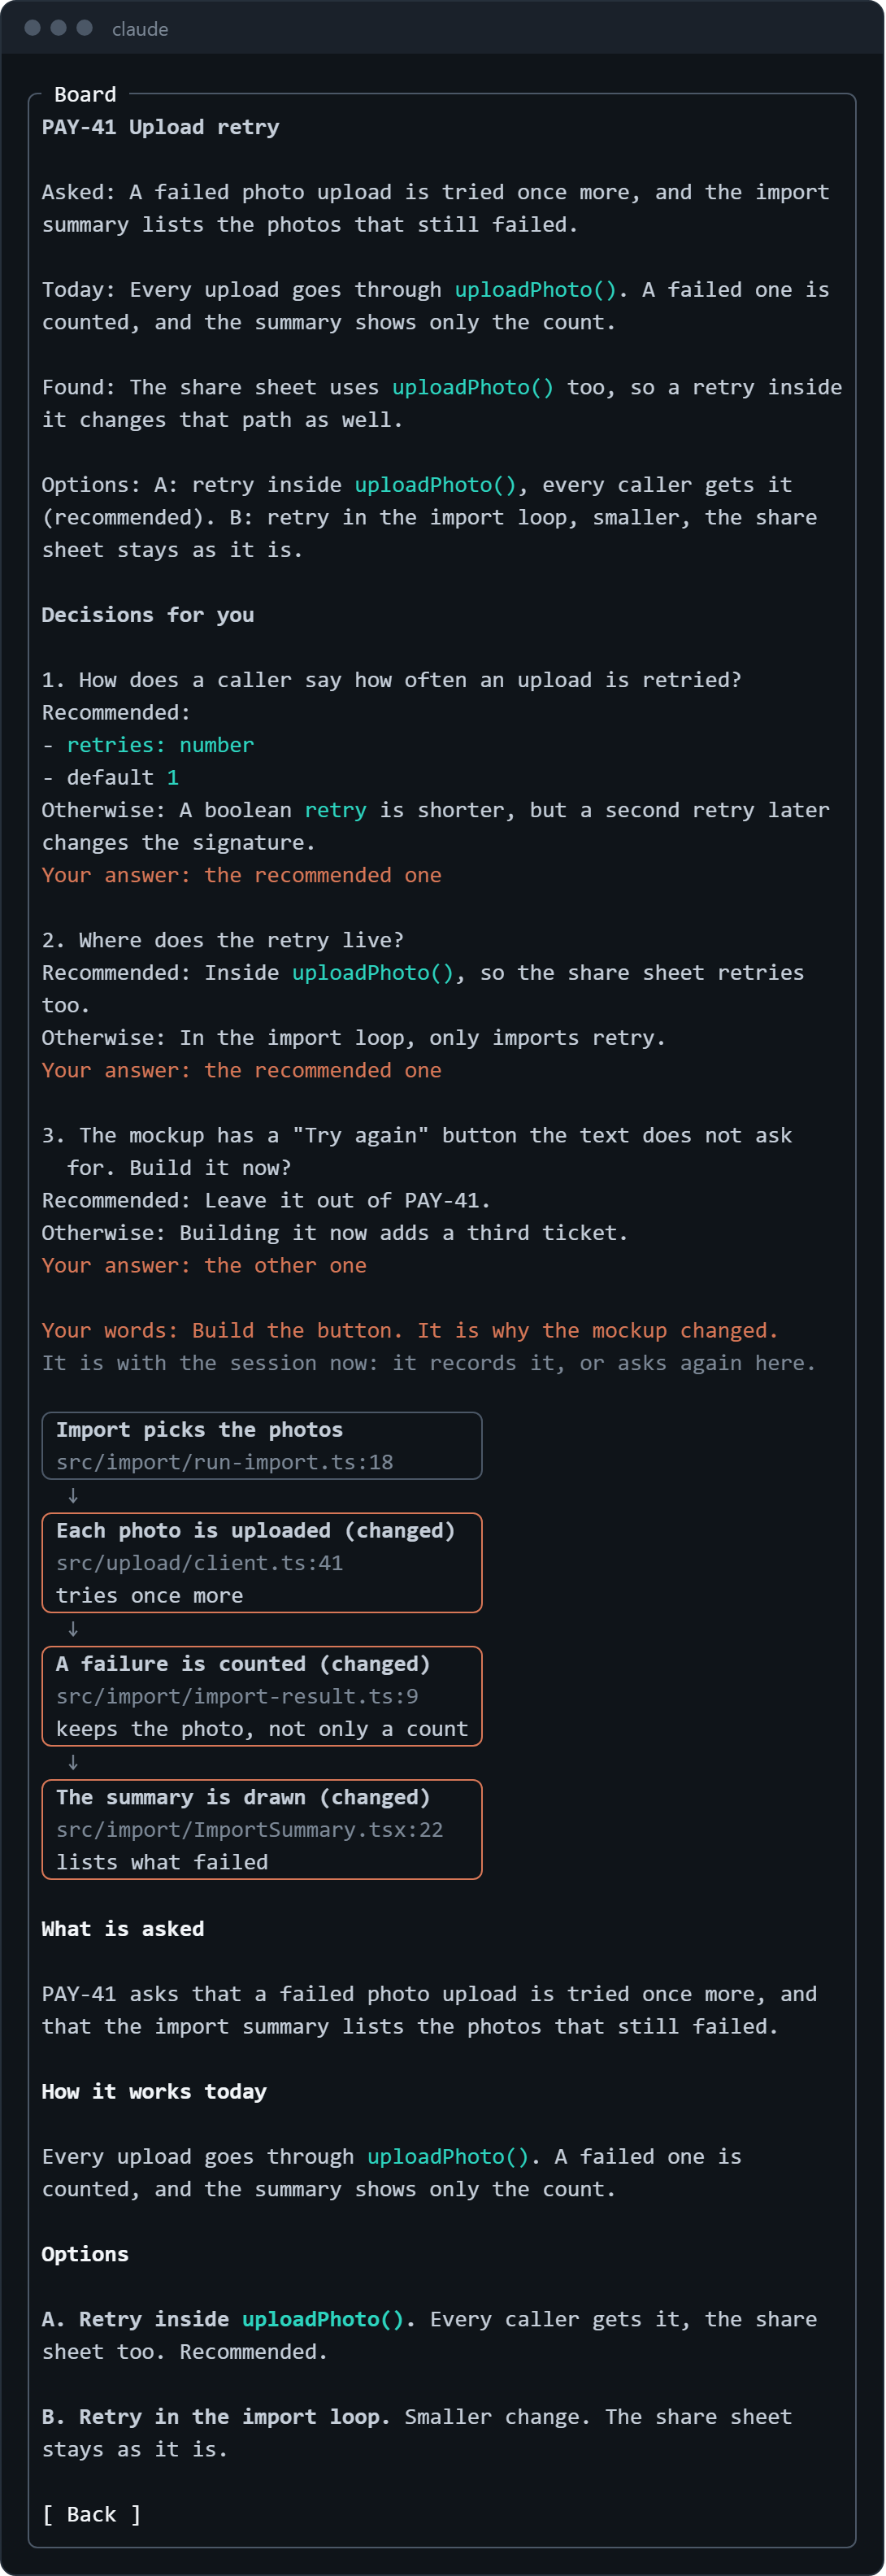 claude
Board
PAY-41 Upload retry
Asked: A failed photo upload is tried once more, and the import
summary lists the photos that still failed.
Today: Every upload goes through uploadPhoto(). A failed one is
counted, and the summary shows only the count.
Found: The share sheet uses uploadPhoto() too, so a retry inside
it changes that path as well.
Options: A: retry inside uploadPhoto(), every caller gets it
(recommended). B: retry in the import loop, smaller, the share
sheet stays as it is.
Decisions for you
1. How does a caller say how often an upload is retried?
Recommended:
- retries: number
- default 1
Otherwise: A boolean retry is shorter, but a second retry later
changes the signature.
Your answer: the recommended one
2. Where does the retry live?
Recommended: Inside uploadPhoto(), so the share sheet retries
too.
Otherwise: In the import loop, only imports retry.
Your answer: the recommended one
3. The mockup has a "Try again" button the text does not ask
for. Build it now?
Recommended: Leave it out of PAY-41.
Otherwise: Building it now adds a third ticket.
Your answer: the other one
Your words: Build the button. It is why the mockup changed.
It is with the session now: it records it, or asks again here.
Import picks the photos
src/import/run-import.ts:18
↓
Each photo is uploaded (changed)
src/upload/client.ts:41
tries once more
↓
A failure is counted (changed)
src/import/import-result.ts:9
keeps the photo, not only a count
↓
The summary is drawn (changed)
src/import/ImportSummary.tsx:22
lists what failed
What is asked
PAY-41 asks that a failed photo upload is tried once more, and
that the import summary lists the photos that still failed.
How it works today
Every upload goes through uploadPhoto(). A failed one is
counted, and the summary shows only the count.
Options
A. Retry inside uploadPhoto(). Every caller gets it, the share
sheet too. Recommended.
B. Retry in the import loop. Smaller change. The share sheet
stays as it is.
[ Back ]